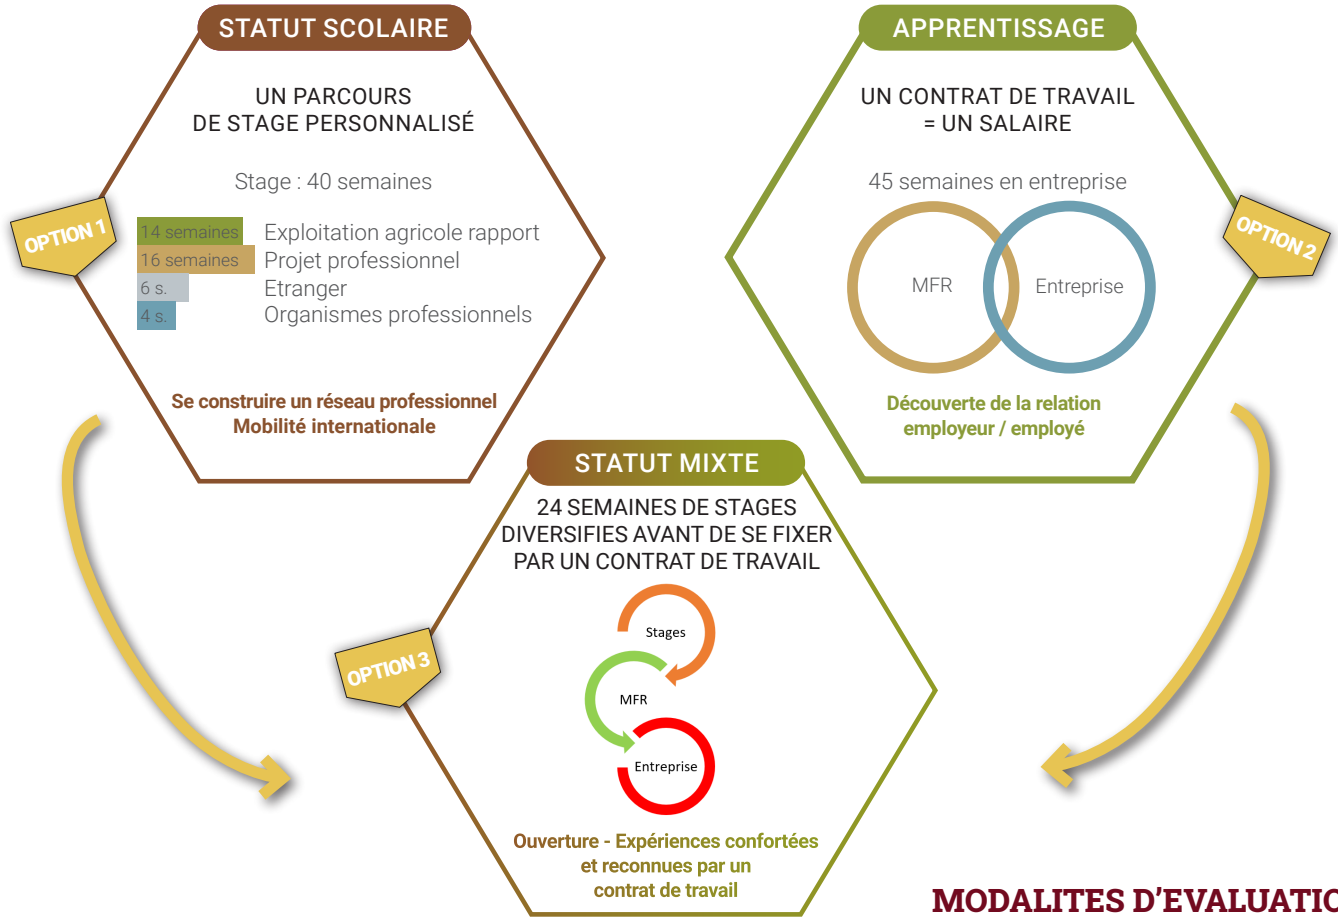 STATUT SCOLAIRE
UN PARCOURS
DE STAGE PERSONNALISÉ
Stage : 40 semaines
14 semaines Exploitation agricole rapport
16 semaines Projet professionnel
6 s. Etranger
4 s. Organismes professionnels
Se construire un réseau professionnel
Mobilité internationale
OPTION 1
APPRENTISSAGE
UN CONTRAT DE TRAVAIL
= UN SALAIRE
45 semaines en entreprise
MFR
Entreprise
Découverte de la relation
employeur / employé
OPTION 2
STATUT MIXTE
24 SEMAINES DE STAGES
DIVERSIFIES AVANT DE SE FIXER
PAR UN CONTRAT DE TRAVAIL
Stages
MFR
Entreprise
Ouverture - Expériences confortées
et reconnues par un
contrat de travail
OPTION 3
MODALITES D'EVALUATIO